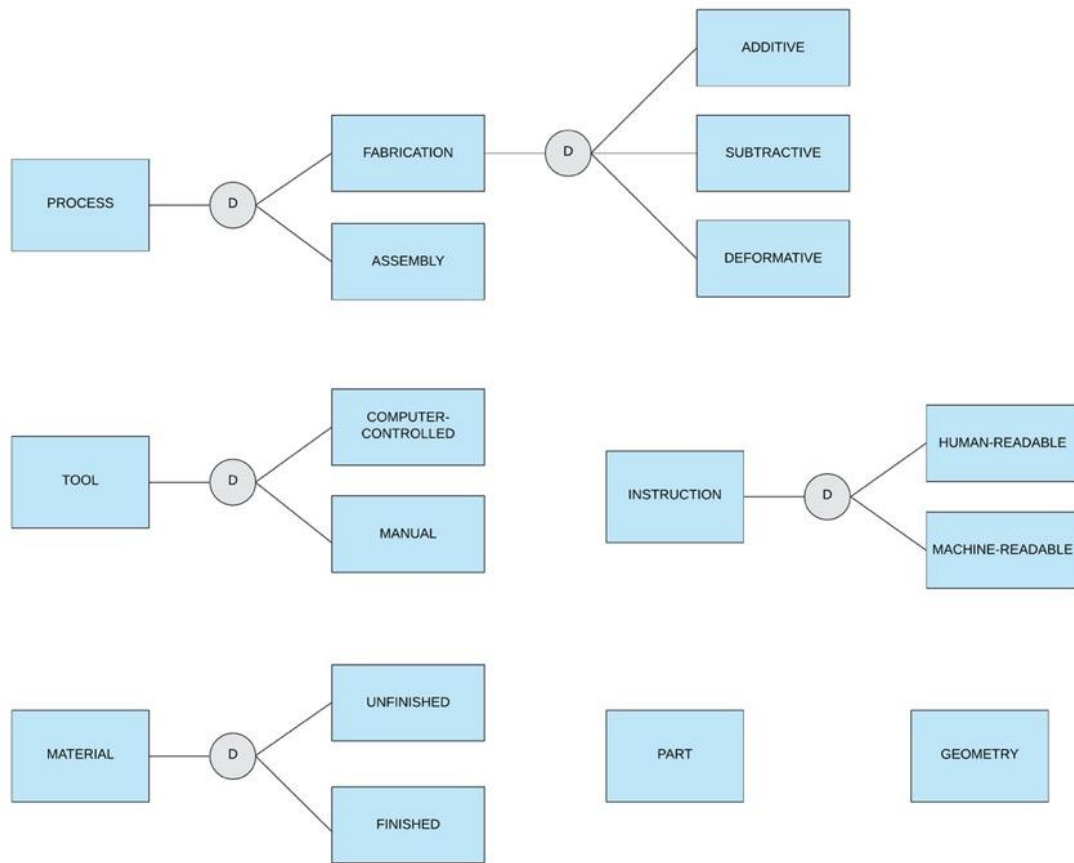 ADDITIVE
FABRICATION
D
SUBTRACTIVE
PROCESS
D
ASSEMBLY
DEFORMATIVE
COMPUTER-
CONTROLLED
TOOL
D
MANUAL
HUMAN-READABLE
INSTRUCTION
D
MACHINE-READABLE
UNFINISHED
MATERIAL
D
FINISHED
PART
GEOMETRY